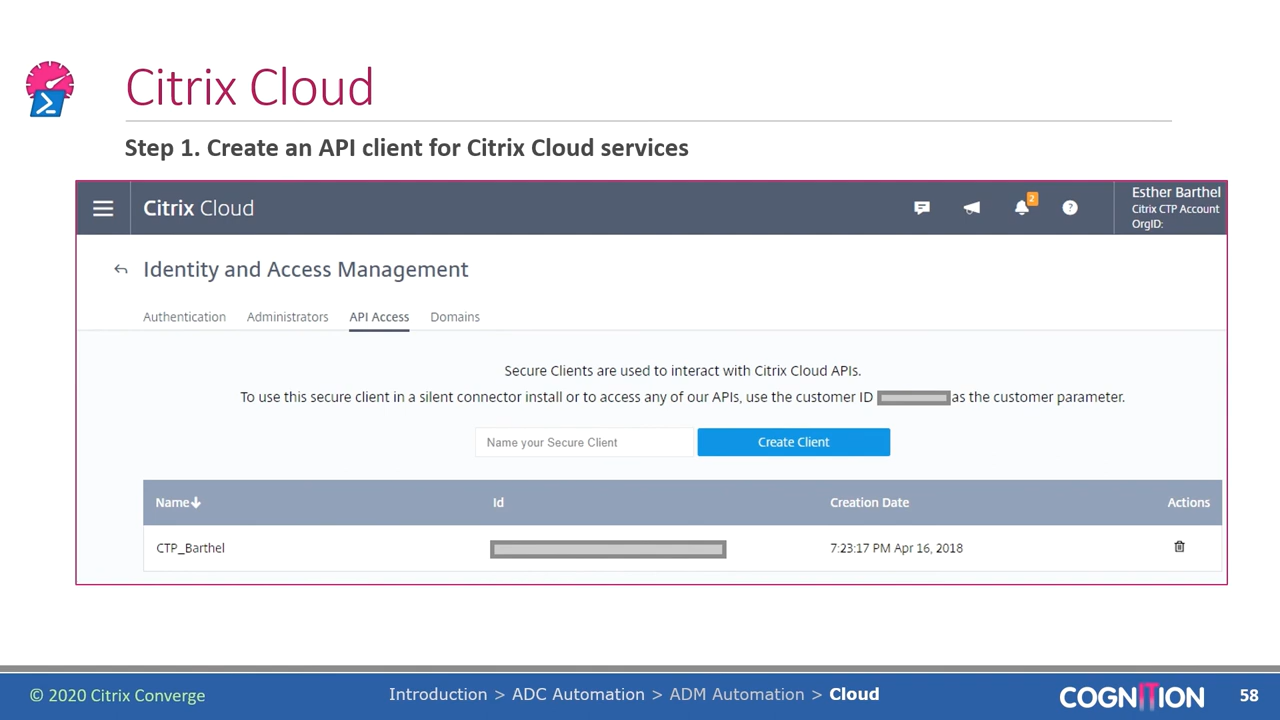 Citrix Cloud
Step 1. Create an API client for Citrix Cloud services
Citrix Cloud
2
?
Esther Barthel
Citrix CTP Account
OrgID:
Identity and Access Management
Authentication Administrators API Access Domains
Secure Clients are used to interact with Citrix Cloud APIs.
To use this secure client in a silent connector install or to access any of our APIs, use the customer ID as the customer parameter.
Name your Secure Client Create Client
Name Id Creation Date Actions
CTP_Barthel 7:23:17 PM Apr 16, 2018
© 2020 Citrix Converge Introduction > ADC Automation > ADM Automation > Cloud COGNITION 58